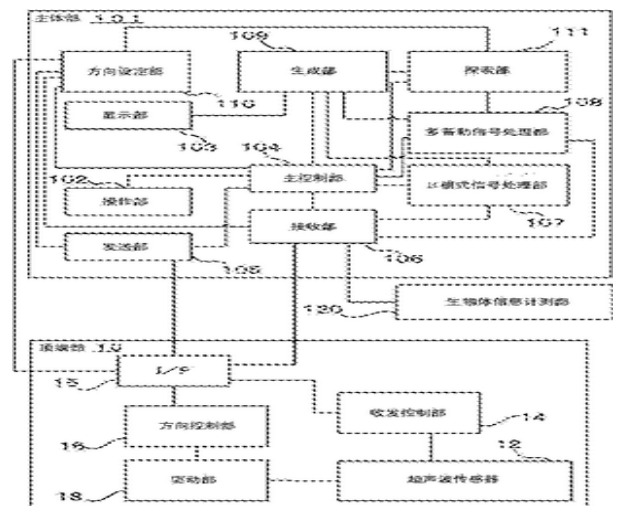 主体部 101
109
111
方向设定部
生成部
探索部
110
108
显示部
多普勒信号处理部
103
104
102
主控制部
B模式信号处理部
操作部
107
接收部
发送部
105
106
生物体信息计测部
120
顶端部 10
I/F
15
收发控制部
方向控制部
14
16
12
驱动部
超声波传感器
18